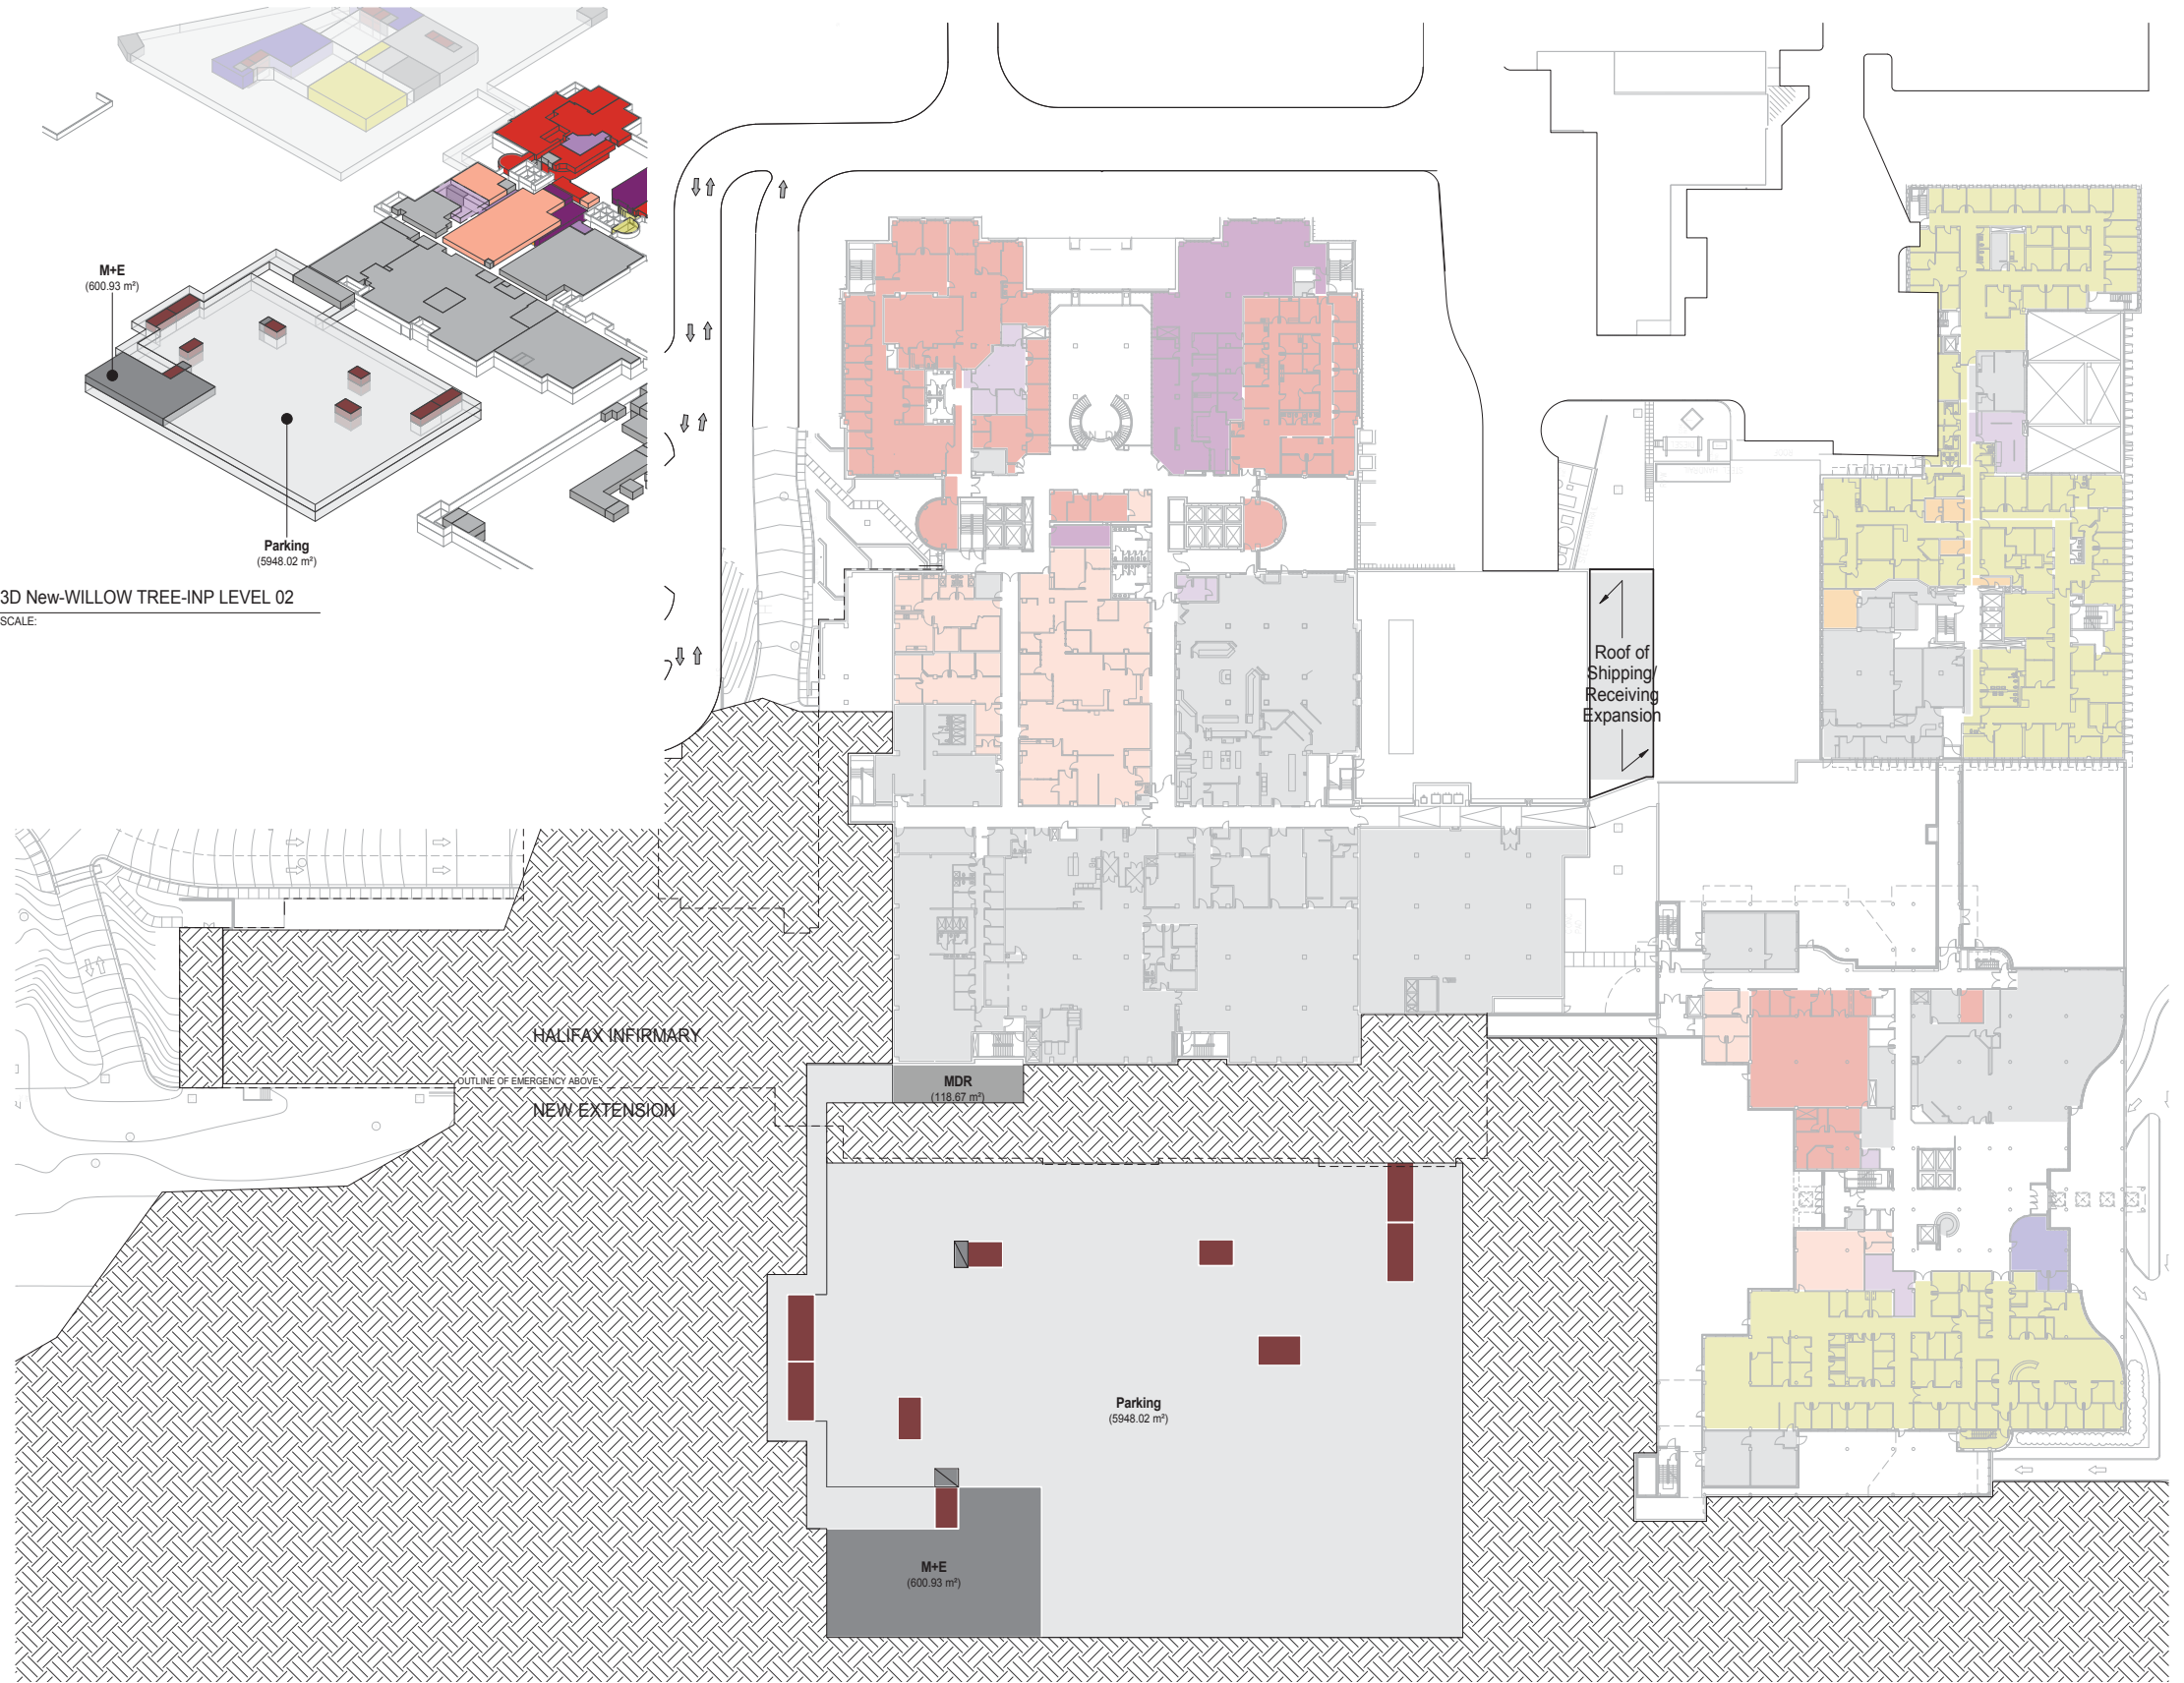 M+E
(600.93 m²)
Parking
(5948.02 m²)
3D New-WILLOW TREE-INP LEVEL 02
SCALE:
Roof of
Shipping/
Receiving
Expansion
HALIFAX INFIRMARY
OUTLINE OF EMERGENCY ABOVE
NEW EXTENSION
MDR
(118.67 m²)
Parking
(5948.02 m²)
M+E
(600.93 m²)